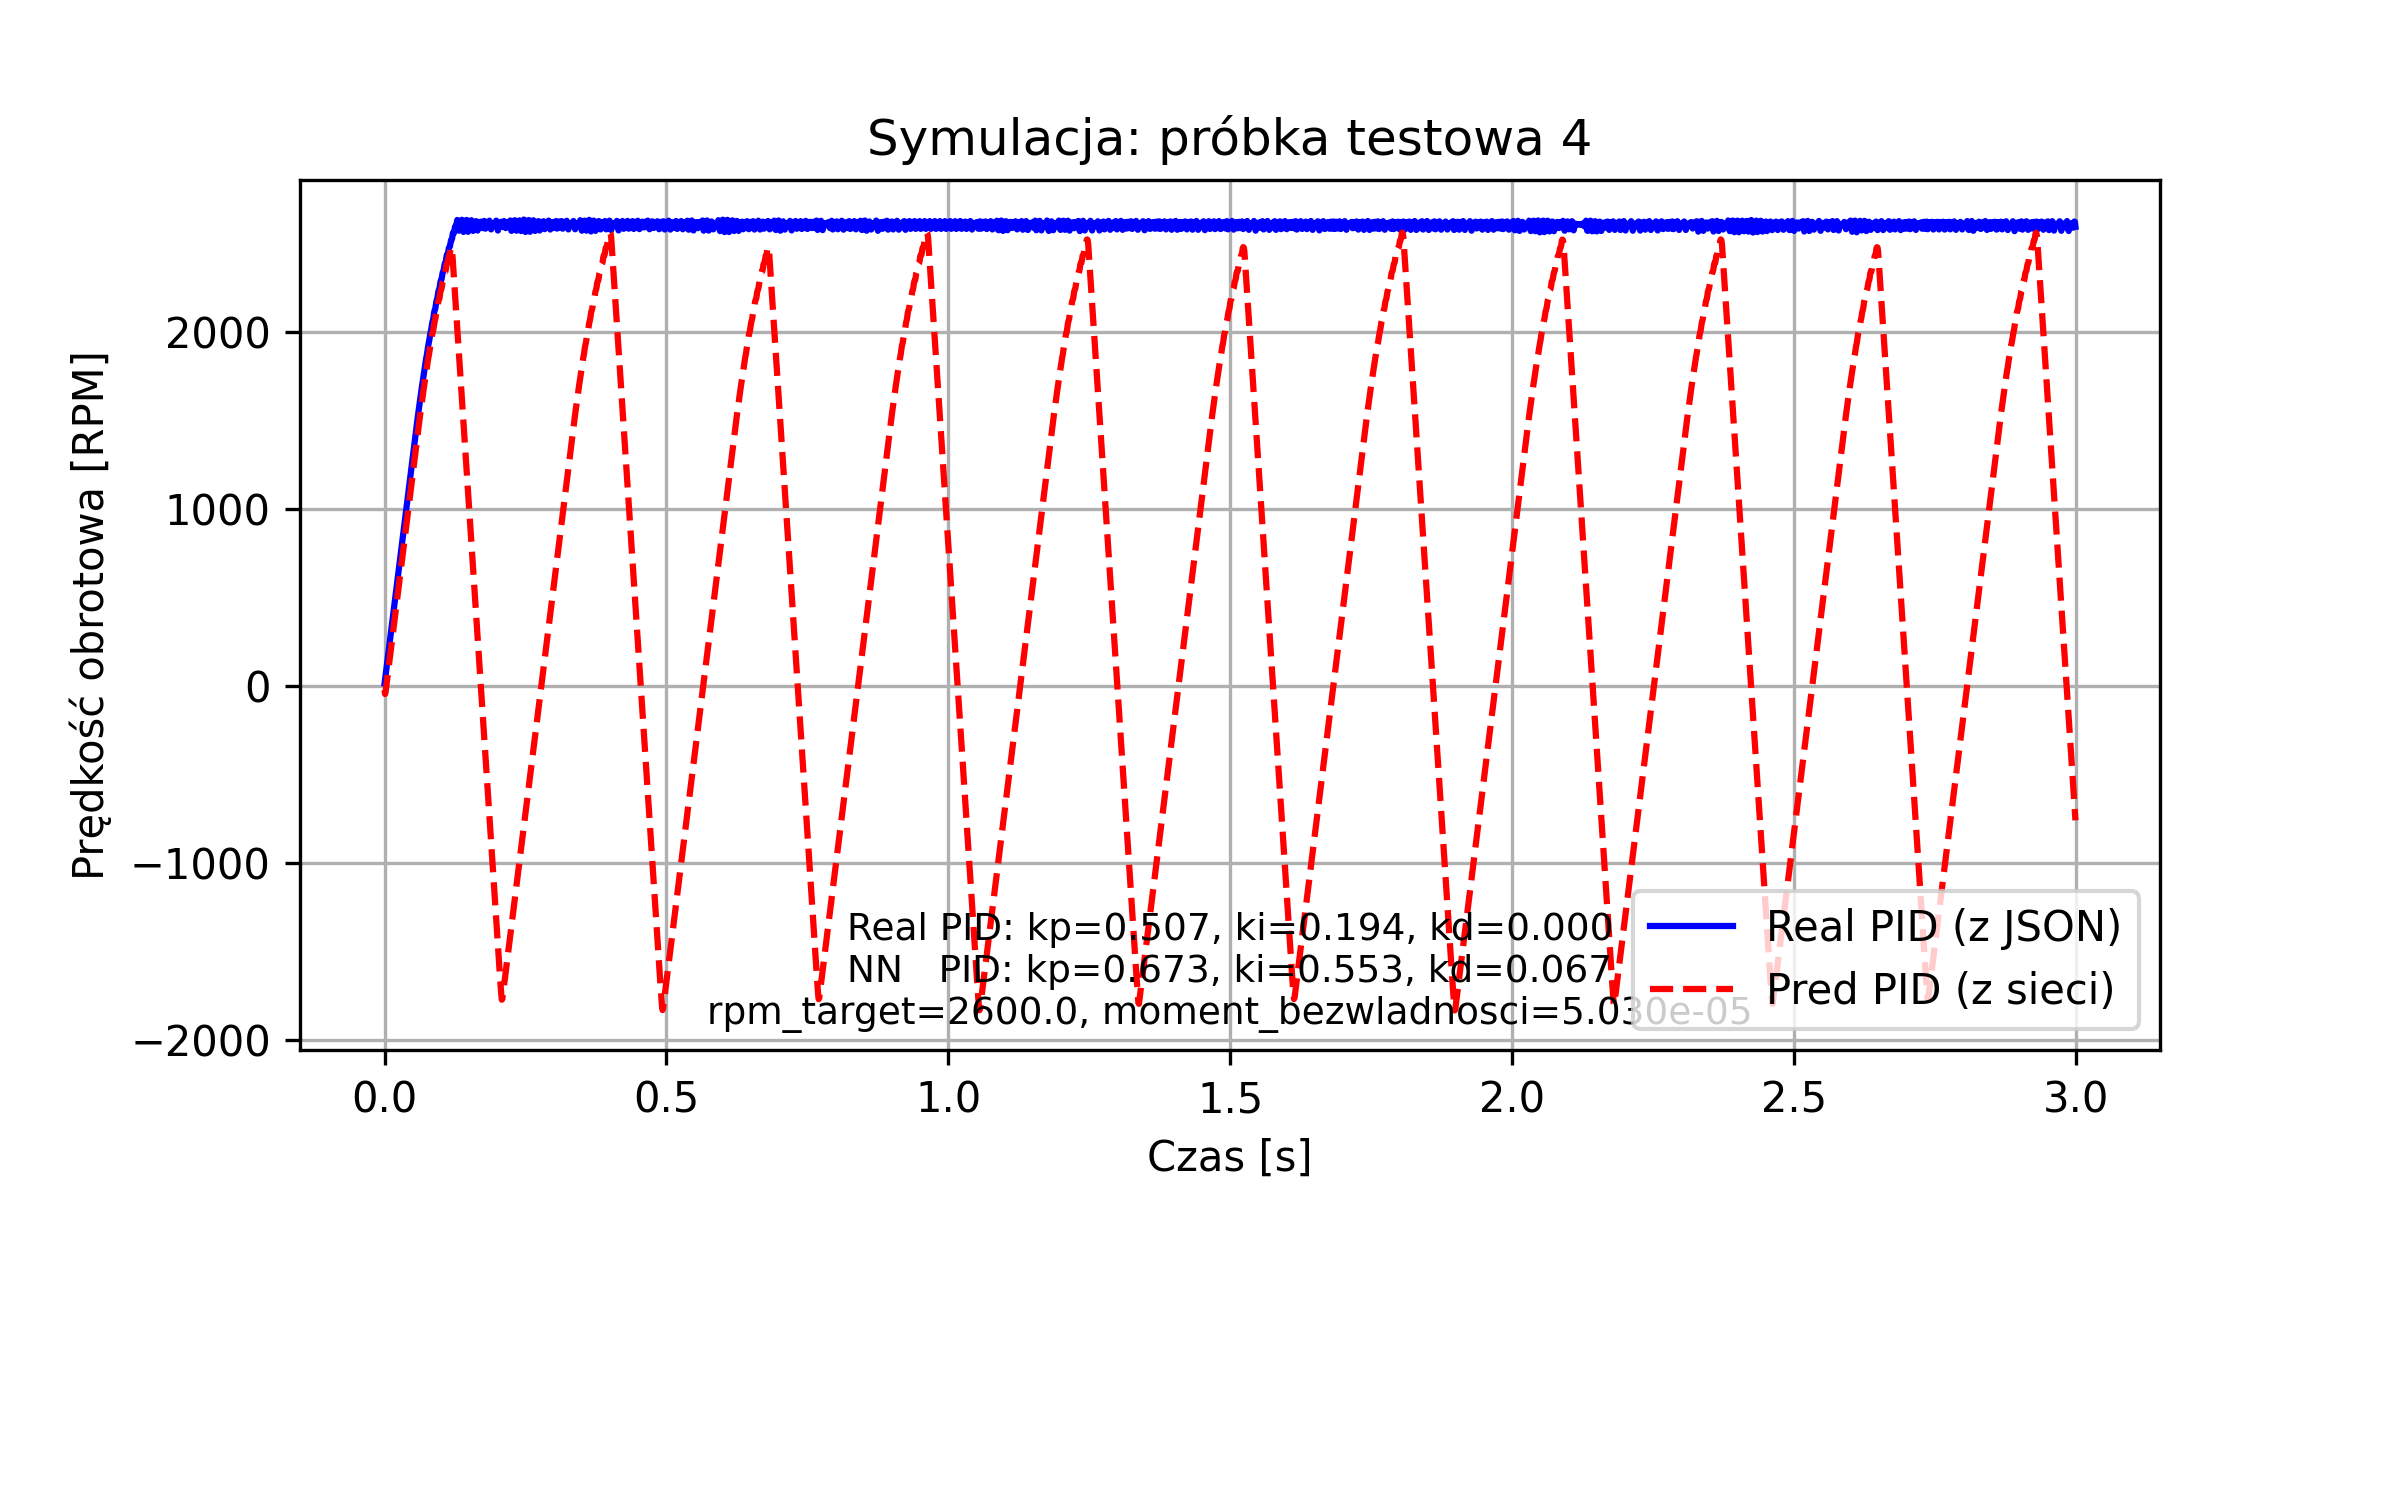 Symulacja: próbka testowa 4
Prędkość obrotowa [RPM]
2000
1000
0
−1000
−2000
Real PID: kp=0.507, ki=0.194, kd=0.000
NN   PID: kp=0.673, ki=0.553, kd=0.067
rpm_target=2600.0, moment_bezwladnosci=5.030e-05
Real PID (z JSON)
Pred PID (z sieci)
0.0 0.5 1.0 1.5 2.0 2.5 3.0
Czas [s]